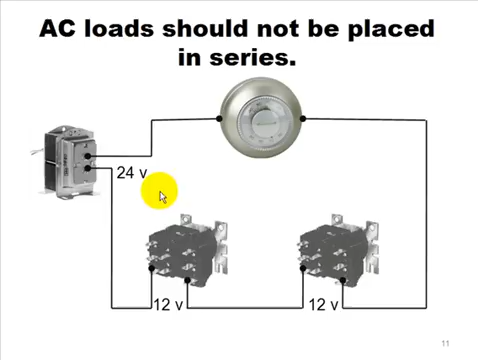 AC loads should not be placed
in series.
24 v
12 v
12 v
11